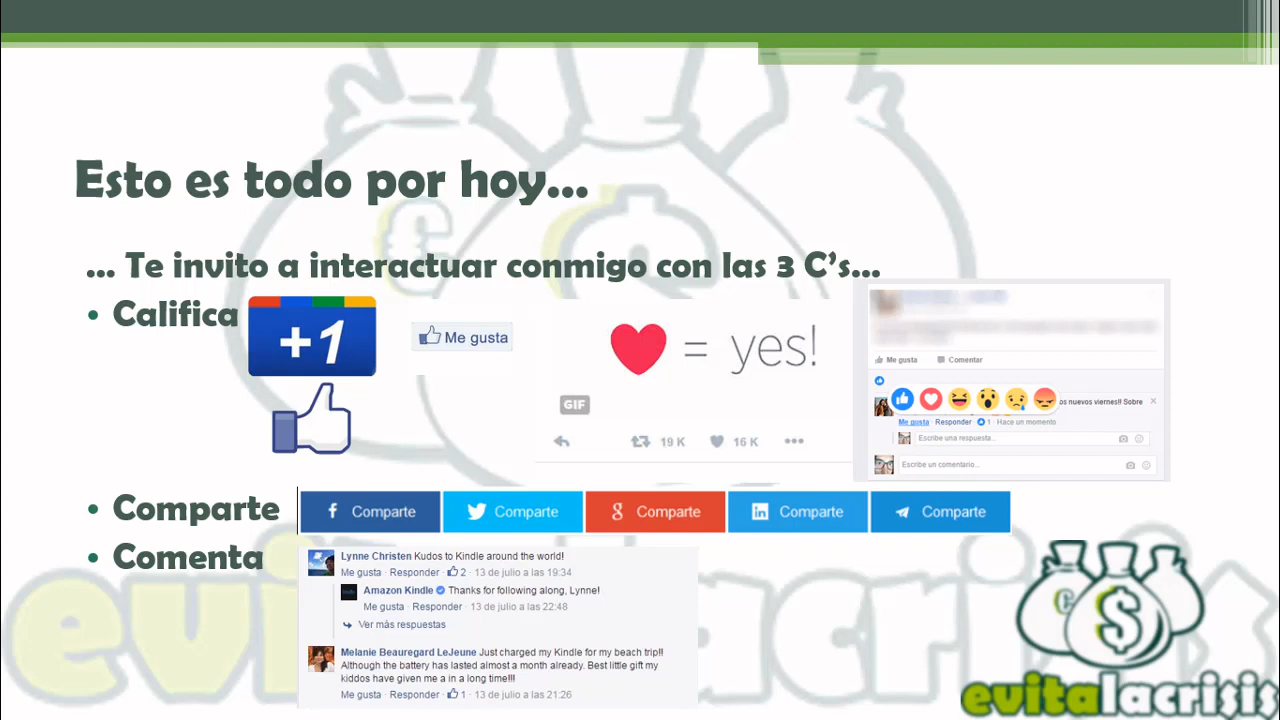 Esto es todo por hoy...
... Te invito a interactuar conmigo con las 3 C's...
• Califica
+1
Me gusta
= yes!
GIF
19 K 16 K •••
Me gusta Comentar
os nuevos viernes!! Sobre
Me gusta · Responder · 1 · Hace un momento
Escribe una respuesta...
Escribe un comentario...
• Comparte
Comparte Comparte Comparte Comparte Comparte
• Comenta
Lynne Christen Kudos to Kindle around the world!
Me gusta · Responder · 2 · 13 de julio a las 19:34
Amazon Kindle Thanks for following along, Lynne!
Me gusta · Responder · 13 de julio a las 22:48
Ver más respuestas
Melanie Beauregard LeJeune Just charged my Kindle for my beach trip!!
Although the battery has lasted almost a month already. Best little gift my
kiddos have given me a in a long time!!!
Me gusta · Responder · 1 · 13 de julio a las 21:26
€ $
evitalacrisis
evitalacrisis